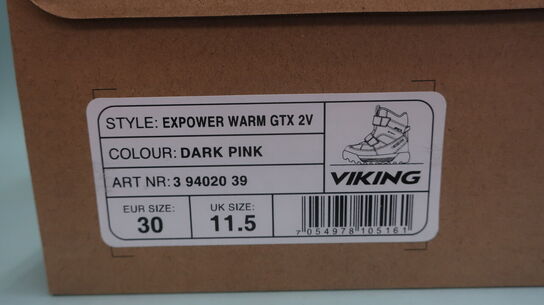 STYLE: EXPOWER WARM GTX 2V
COLOUR: DARK PINK
ART NR: 3 94020 39
VIKING
EUR SIZE:
30
UK SIZE:
11.5
7 054978 105161